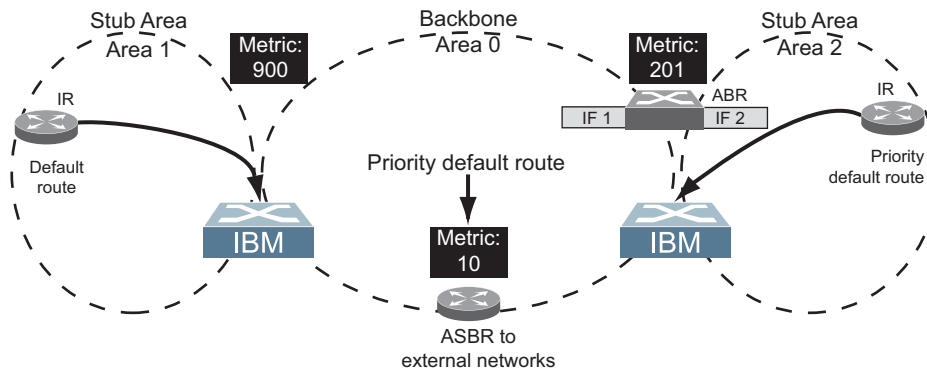 Stub Area
Area 1
Backbone
Area 0
Stub Area
Area 2
Metric:
900
Metric:
201
IR
ABR
IR
IF 1
IF 2
Default
route
Priority default route
Priority
default route
IBM
Metric:
10
IBM
ASBR to
external networks